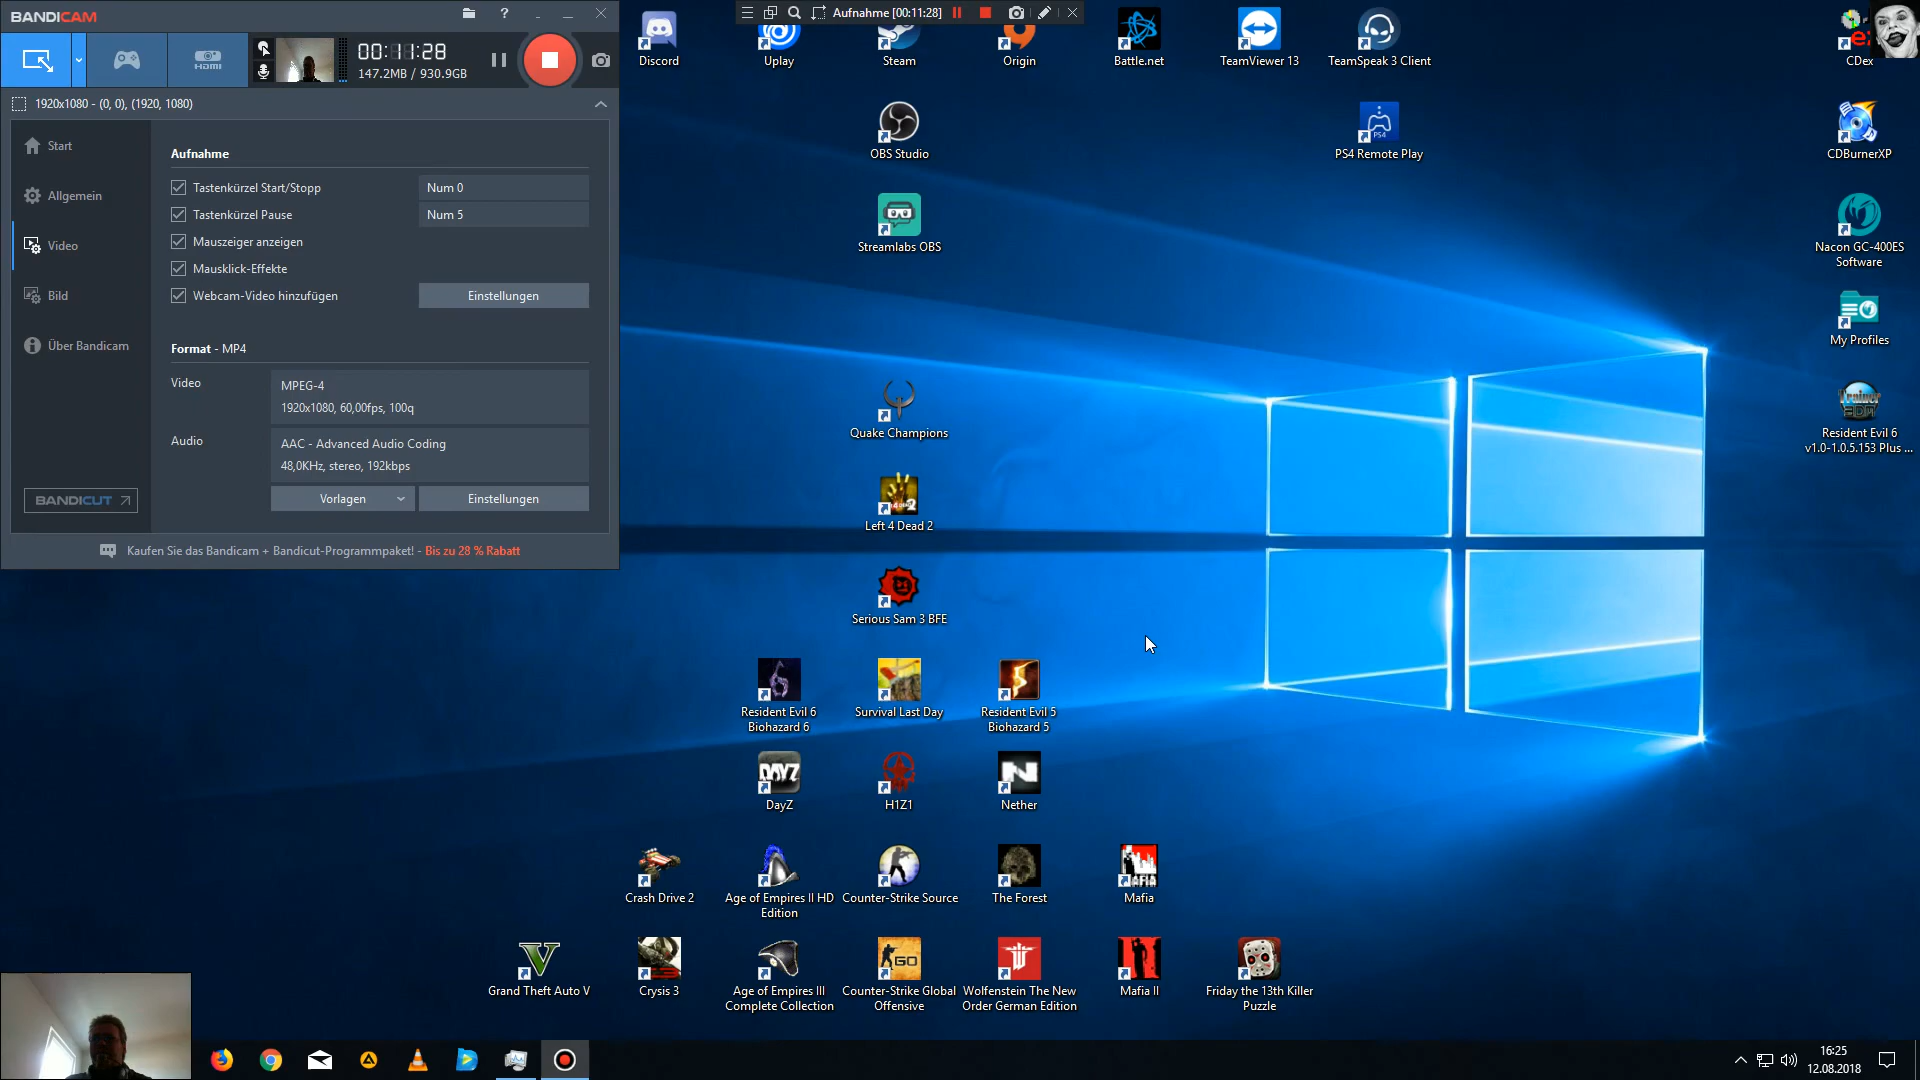 BANDICAM
?
Aufnahme [00:11:28]
HDMI
00:11:28
147.2MB / 930.9GB
1920x1080 - (0, 0), (1920, 1080)
Start
Allgemein
Video
Bild
Über Bandicam
BANDICUT
Aufnahme
Tastenkürzel Start/Stopp
Num 0
Tastenkürzel Pause
Num 5
Mauszeiger anzeigen
Mausklick-Effekte
Webcam-Video hinzufügen
Einstellungen
Format - MP4
Video
MPEG-4
1920x1080, 60,00fps, 100q
Audio
AAC - Advanced Audio Coding
48,0KHz, stereo, 192kbps
Vorlagen
Einstellungen
Kaufen Sie das Bandicam + Bandicut-Programmpaket! - Bis zu 28 % Rabatt
Discord
Uplay
Steam
Origin
Battle.net
TeamViewer 13
TeamSpeak 3 Client
CDex
OBS Studio
PS4
PS4 Remote Play
CDBurnerXP
Streamlabs OBS
Nacon GC-400ES
Software
My Profiles
Quake Champions
Trainer
Resident Evil 6
v1.0-1.0.5.153 Plus ...
2
Left 4 Dead 2
Serious Sam 3 BFE
Resident Evil 6
Biohazard 6
Survival Last Day
Resident Evil 5
Biohazard 5
DAYZ
DayZ
H1Z1
N
Nether
Crash Drive 2
Age of Empires II HD
Edition
Counter-Strike Source
The Forest
MAFIA
Mafia
V
Grand Theft Auto V
3
Crysis 3
Age of Empires III
Complete Collection
GO
Counter-Strike Global
Offensive
Wolfenstein The New
Order German Edition
Mafia II
Friday the 13th Killer
Puzzle
16:25
12.08.2018